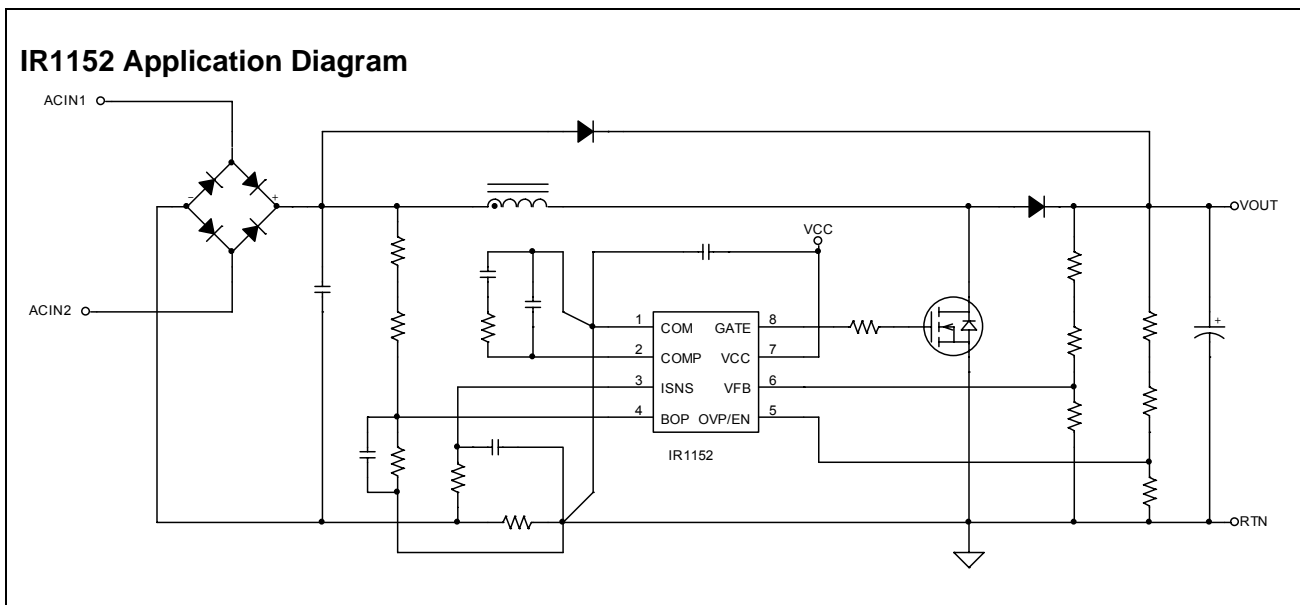 IR1152 Application Diagram
ACIN1
−
+
VOUT
VCC
ACIN2
1 COM GATE 8
2 COMP VCC 7
3 ISNS VFB 6
4 BOP OVP/EN 5
IR1152
+
RTN